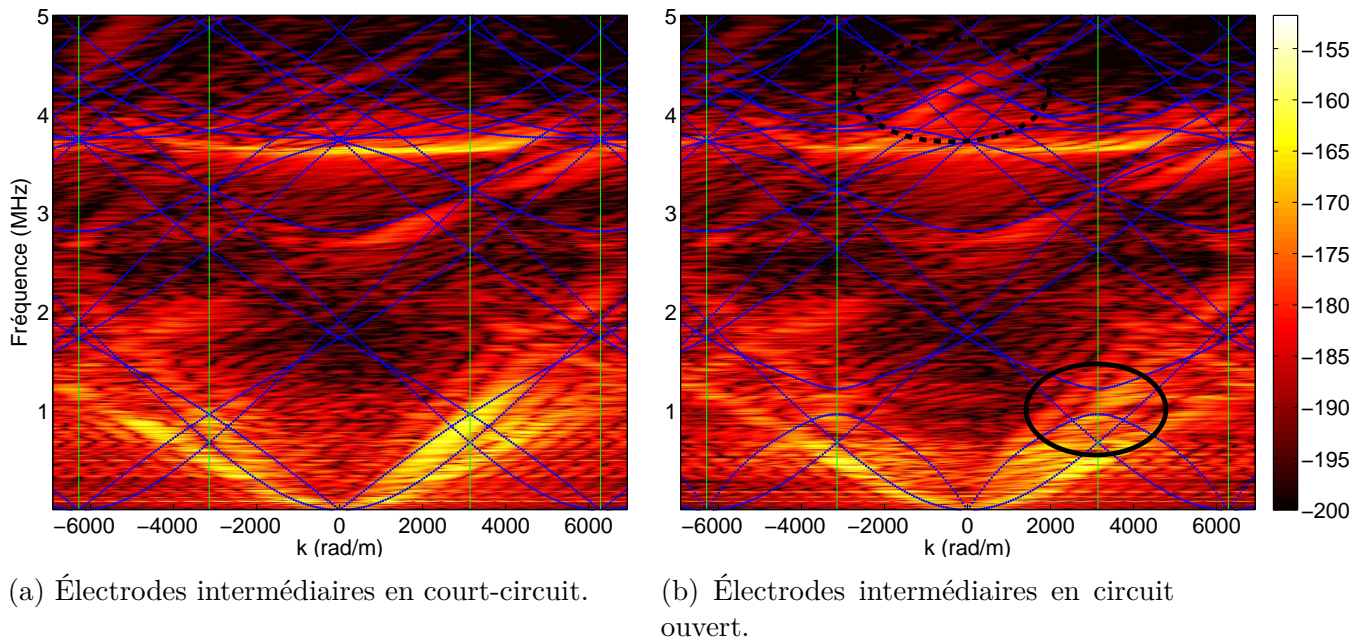 5
4
3
2
1
Fréquence (MHz)
−6000 −4000 −2000 0 2000 4000 6000
k (rad/m)
5
4
3
2
1
−6000 −4000 −2000 0 2000 4000 6000
k (rad/m)
−155
−160
−165
−170
−175
−180
−185
−190
−195
−200
(a) Électrodes intermédiaires en court-circuit.
(b) Électrodes intermédiaires en circuit
ouvert.